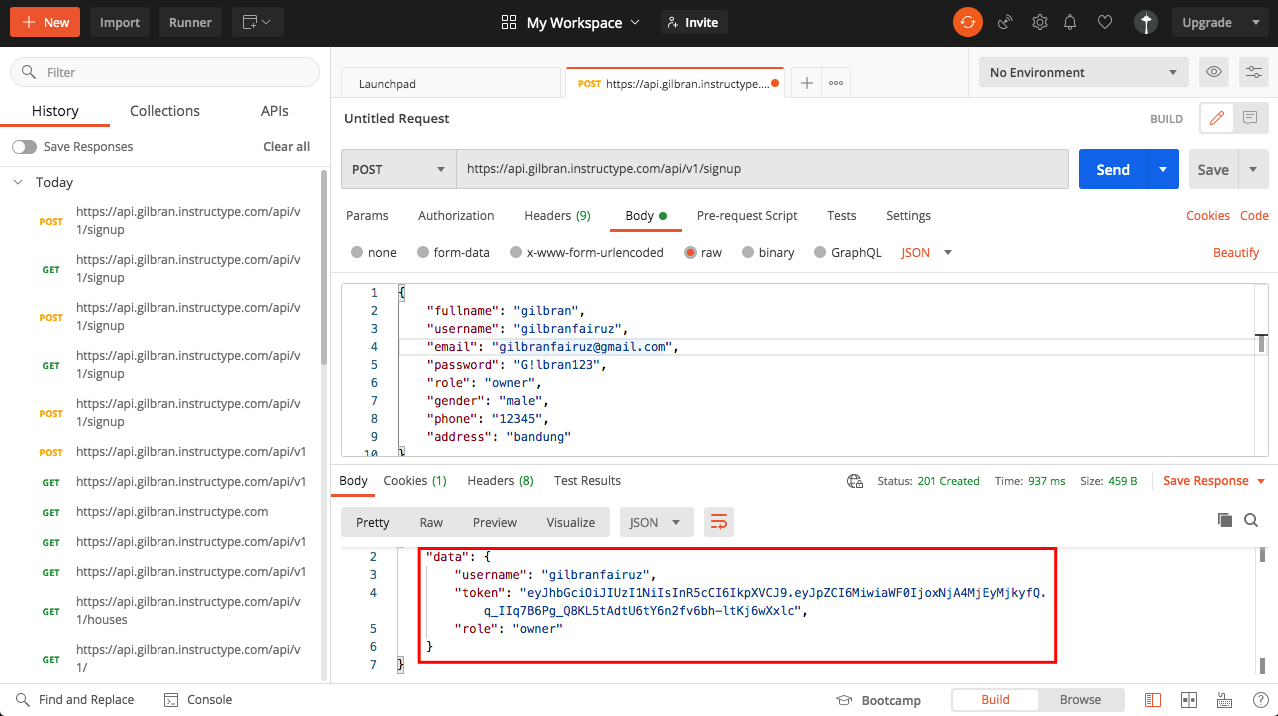 New
Import
Runner
My Workspace
Invite
Upgrade
Filter
History
Collections
APIs
Save Responses
Clear all
Today
POST https://api.gilbran.instructype.com/api/v
1/signup
GET https://api.gilbran.instructype.com/api/v
1/signup
POST https://api.gilbran.instructype.com/api/v
1/signup
GET https://api.gilbran.instructype.com/api/v
1/signup
POST https://api.gilbran.instructype.com/api/v
1/signup
POST https://api.gilbran.instructype.com/api/v1
GET https://api.gilbran.instructype.com/api/v1
GET https://api.gilbran.instructype.com
GET https://api.gilbran.instructype.com/api/v1
GET https://api.gilbran.instructype.com/api/v1
GET https://api.gilbran.instructype.com/api/v
1/houses
GET https://api.gilbran.instructype.com/api/v
1/
Launchpad
POST https://api.gilbran.instructype....
No Environment
Untitled Request
BUILD
POST
https://api.gilbran.instructype.com/api/v1/signup
Send
Save
Params
Authorization
Headers (9)
Body
Pre-request Script
Tests
Settings
Cookies
Code
none
form-data
x-www-form-urlencoded
raw
binary
GraphQL
JSON
Beautify
1 {
2 "fullname": "gilbran",
3 "username": "gilbranfairuz",
4 "email": "gilbranfairuz@gmail.com",
5 "password": "G!lbran123",
6 "role": "owner",
7 "gender": "male",
8 "phone": "12345",
9 "address": "bandung"
10 }
Body
Cookies (1)
Headers (8)
Test Results
Status: 201 Created
Time: 937 ms
Size: 459 B
Save Response
Pretty
Raw
Preview
Visualize
JSON
2 "data": {
3 "username": "gilbranfairuz",
4 "token": "eyJhbGciOiJIUzI1NiIsInR5cCI6IkpXVCJ9.eyJpZCI6MiwiaWF0IjoxNjA4MjEyMjkyfQ.
q_IIq7B6Pg_Q8KL5tAdtU6tY6n2fv6bh-ltKj6wXxlc",
5 "role": "owner"
6 }
7 }
Find and Replace
Console
Bootcamp
Build
Browse